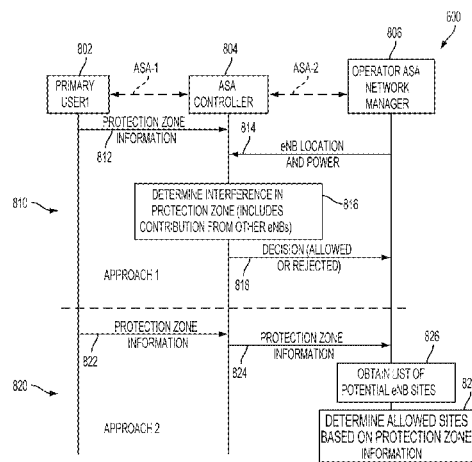 800
802
804
806
PRIMARY
USER1
ASA-1
ASA
CONTROLLER
ASA-2
OPERATOR ASA
NETWORK
MANAGER
PROTECTION ZONE
INFORMATION
812
814
eNB LOCATION
AND POWER
810
DETERMINE INTERFERENCE IN
PROTECTION ZONE (INCLUDES
CONTRIBUTION FROM OTHER eNBs)
816
DECISION (ALLOWED
OR REJECTED)
818
APPROACH 1
PROTECTION ZONE
INFORMATION
822
PROTECTION ZONE
INFORMATION
824
826
OBTAIN LIST OF
POTENTIAL eNB SITES
820
DETERMINE ALLOWED SITES
BASED ON PROTECTION ZONE
INFORMATION
APPROACH 2